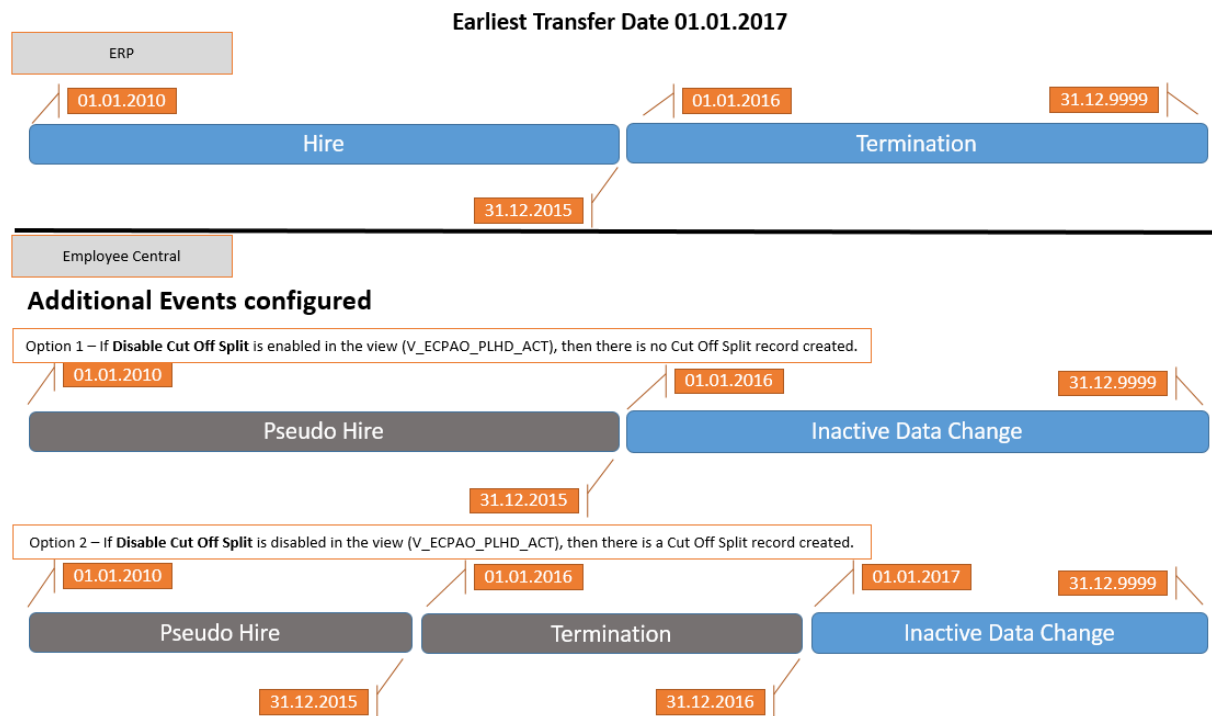 Earliest Transfer Date 01.01.2017
ERP
01.01.2010
01.01.2016
31.12.9999
Hire
Termination
31.12.2015
Employee Central
Additional Events configured
Option 1 – If Disable Cut Off Split is enabled in the view (V_ECPAO_PLHD_ACT), then there is no Cut Off Split record created.
01.01.2010
01.01.2016
31.12.9999
Pseudo Hire
Inactive Data Change
31.12.2015
Option 2 – If Disable Cut Off Split is disabled in the view (V_ECPAO_PLHD_ACT), then there is a Cut Off Split record created.
01.01.2010
01.01.2016
01.01.2017
31.12.9999
Pseudo Hire
Termination
Inactive Data Change
31.12.2015
31.12.2016